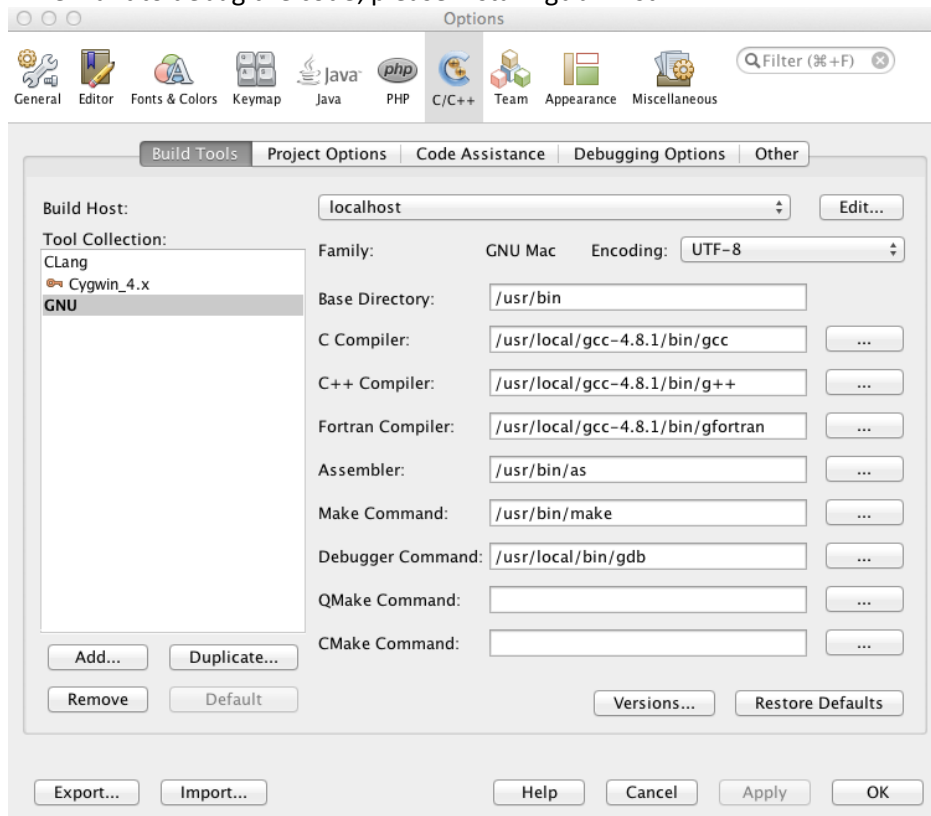 Options
Filter (⌘+F)
General Editor Fonts & Colors Keymap Java PHP C/C++ Team Appearance Miscellaneous
Build Tools Project Options Code Assistance Debugging Options Other
Build Host: localhost Edit...
Tool Collection:
CLang
Cygwin_4.x
GNU
Family: GNU Mac Encoding: UTF-8
Base Directory: /usr/bin
C Compiler: /usr/local/gcc-4.8.1/bin/gcc ...
C++ Compiler: /usr/local/gcc-4.8.1/bin/g++ ...
Fortran Compiler: /usr/local/gcc-4.8.1/bin/gfortran ...
Assembler: /usr/bin/as ...
Make Command: /usr/bin/make ...
Debugger Command: /usr/local/bin/gdb ...
QMake Command: ...
CMake Command: ...
Add... Duplicate...
Remove Default
Versions... Restore Defaults
Export... Import... Help Cancel Apply OK